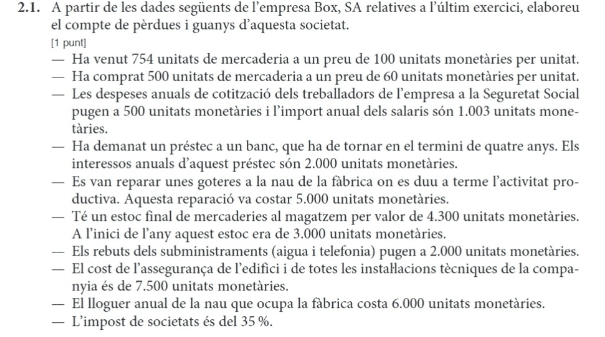 2.1. A partir de les dades següents de l'empresa Box, SA relatives a l'últim exercici, elaboreu
el compte de pèrdues i guanys d'aquesta societat.
[1 punt]
— Ha venut 754 unitats de mercaderia a un preu de 100 unitats monetàries per unitat.
— Ha comprat 500 unitats de mercaderia a un preu de 60 unitats monetàries per unitat.
— Les despeses anuals de cotització dels treballadors de l'empresa a la Seguretat Social
pugen a 500 unitats monetàries i l'import anual dels salaris són 1.003 unitats mone-
tàries.
— Ha demanat un préstec a un banc, que ha de tornar en el termini de quatre anys. Els
interessos anuals d'aquest préstec són 2.000 unitats monetàries.
— Es van reparar unes goteres a la nau de la fàbrica on es duu a terme l'activitat pro-
ductiva. Aquesta reparació va costar 5.000 unitats monetàries.
— Té un estoc final de mercaderies al magatzem per valor de 4.300 unitats monetàries.
A l'inici de l'any aquest estoc era de 3.000 unitats monetàries.
— Els rebuts dels subministraments (aigua i telefonia) pugen a 2.000 unitats monetàries.
— El cost de l'assegurança de l'edifici i de totes les instal·lacions tècniques de la compa-
nyia és de 7.500 unitats monetàries.
— El lloguer anual de la nau que ocupa la fàbrica costa 6.000 unitats monetàries.
— L'impost de societats és del 35 %.